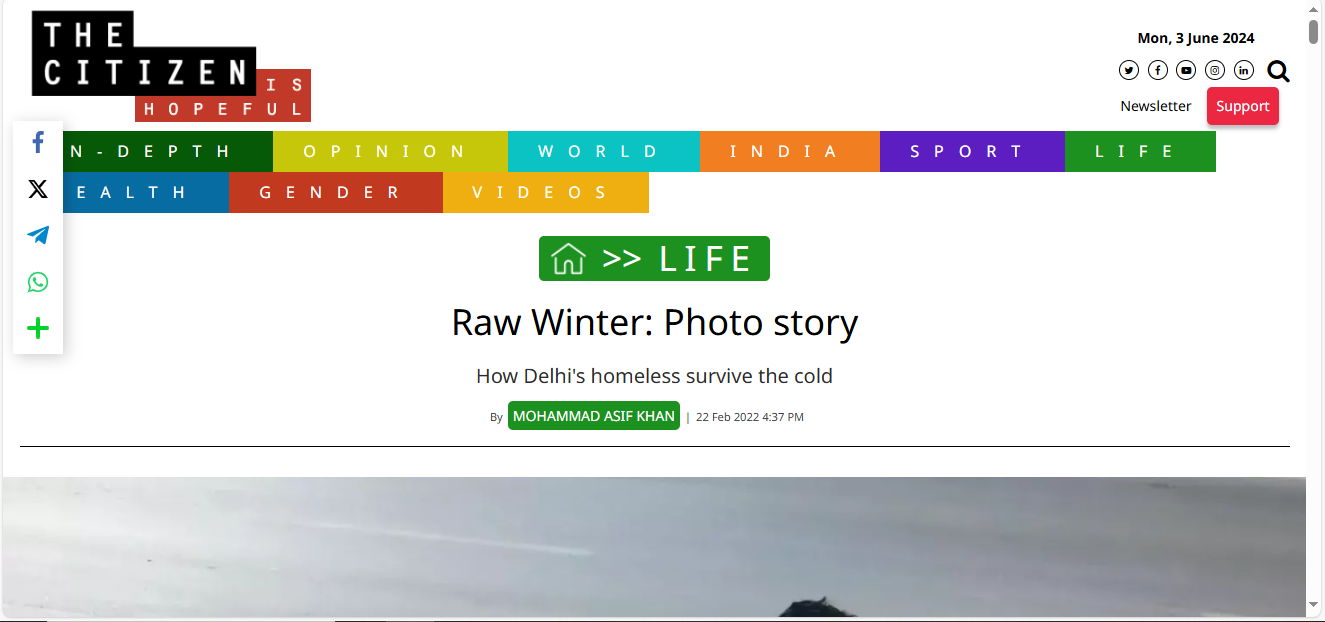 THE
CITIZEN
IS
HOPEFUL
Mon, 3 June 2024
Newsletter
Support
N-DEPTH OPINION WORLD INDIA SPORT LIFE
EALTH GENDER VIDEOS
>> LIFE
Raw Winter: Photo story
How Delhi's homeless survive the cold
By MOHAMMAD ASIF KHAN | 22 Feb 2022 4:37 PM